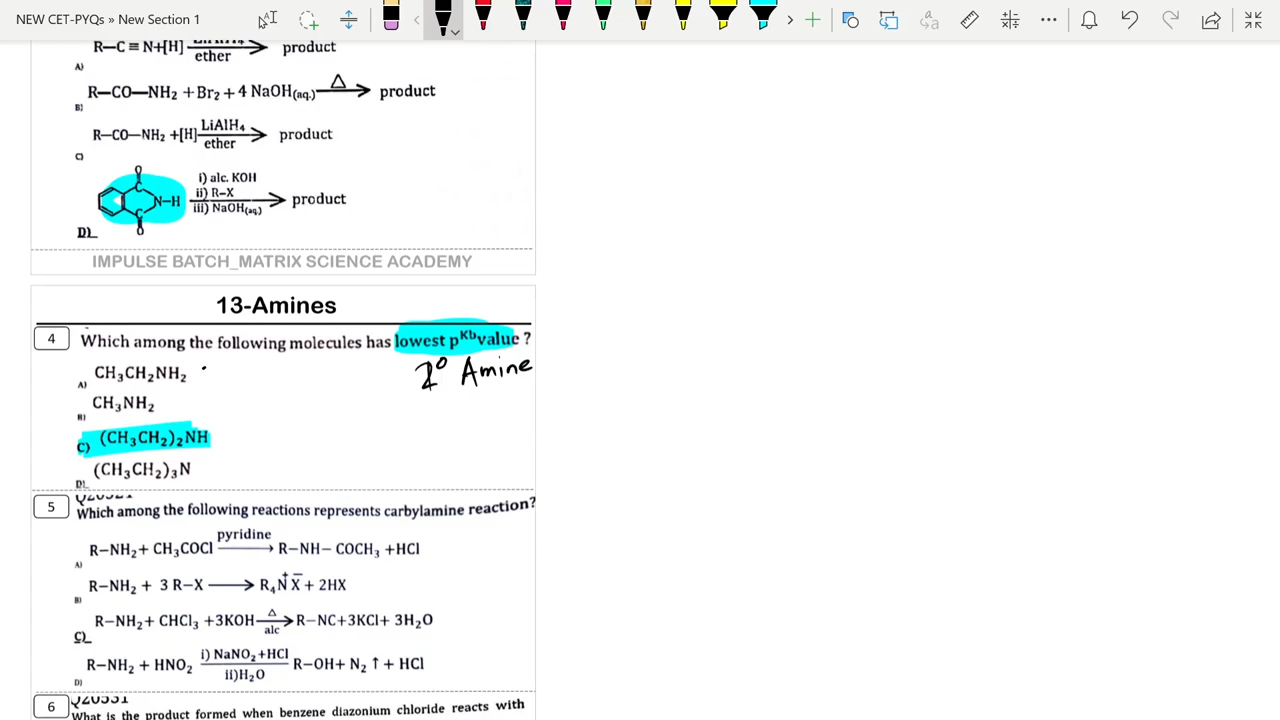 NEW CET-PYQs » New Section 1
R–C≡N+[H] ether product
A)
R–CO–NH₂ + Br₂ + 4 NaOH(aq.) Δ product
B)
R–CO–NH₂ +[H] LiAlH₄ ether product
C)
O C N–H C O i) alc. KOH ii) R–X iii) NaOH(aq) product
D)
IMPULSE BATCH_MATRIX SCIENCE ACADEMY
13-Amines
4 Which among the following molecules has lowest pᴷᵇ value ?
2° Amine
A) CH₃CH₂NH₂
B) CH₃NH₂
C) (CH₃CH₂)₂NH
D) (CH₃CH₂)₃N
5 Which among the following reactions represents carbylamine reaction?
A) R–NH₂+ CH₃COCl pyridine → R–NH– COCH₃ +HCl
B) R–NH₂ + 3 R–X → R₄N⁺ X⁻ + 2HX
C) R–NH₂+ CHCl₃ +3KOH Δ alc → R–NC+3KCl+ 3H₂O
D) R–NH₂ + HNO₂ i) NaNO₂+HCl ii)H₂O → R–OH+ N₂ ↑ + HCl
6 What is the product formed when benzene diazonium chloride reacts with